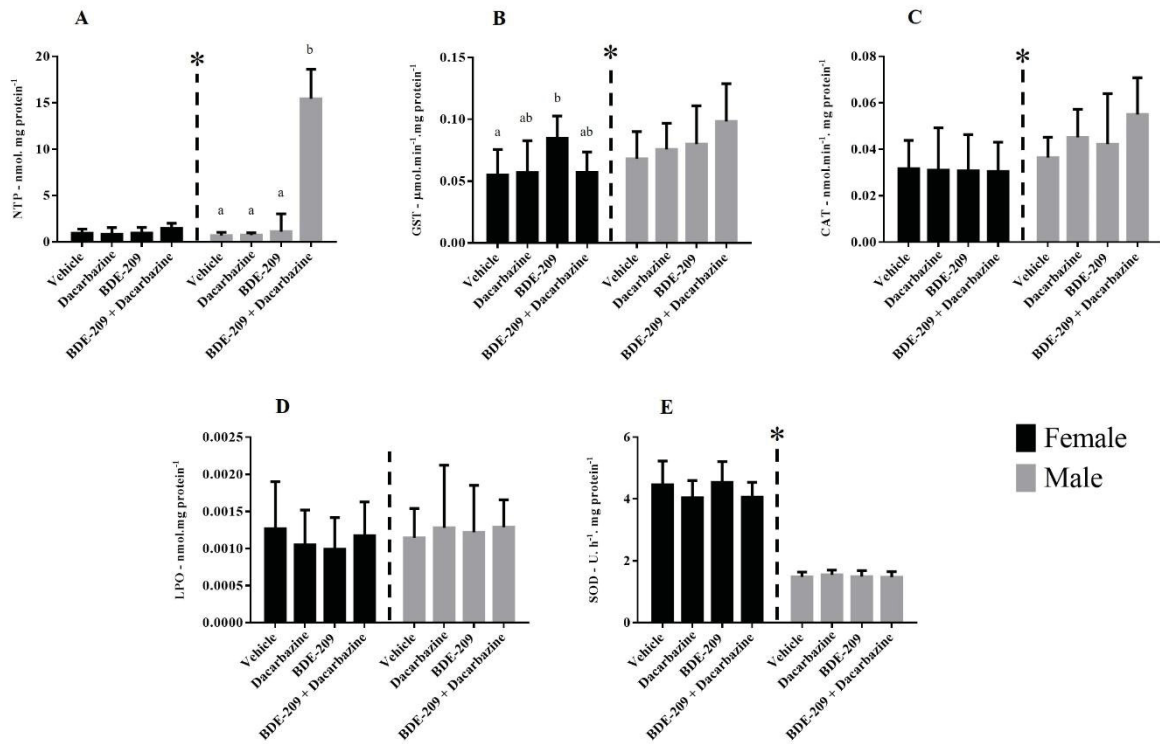 A
NTP - nmol. mg protein⁻¹
20
15
10
5
0
*
a
a
a
b
Vehicle
Dacarbazine
BDE-209
BDE-209 + Dacarbazine
Vehicle
Dacarbazine
BDE-209
BDE-209 + Dacarbazine
B
GST - µmol.min⁻¹.mg protein⁻¹
0.15
0.10
0.05
0.00
a
ab
b
ab
*
Vehicle
Dacarbazine
BDE-209
BDE-209 + Dacarbazine
Vehicle
Dacarbazine
BDE-209
BDE-209 + Dacarbazine
C
CAT - nmol.min⁻¹. mg protein⁻¹
0.08
0.06
0.04
0.02
0.00
*
Vehicle
Dacarbazine
BDE-209
BDE-209 + Dacarbazine
Vehicle
Dacarbazine
BDE-209
BDE-209 + Dacarbazine
D
LPO - nmol.mg protein⁻¹
0.0025
0.0020
0.0015
0.0010
0.0005
0.0000
Vehicle
Dacarbazine
BDE-209
BDE-209 + Dacarbazine
Vehicle
Dacarbazine
BDE-209
BDE-209 + Dacarbazine
E
SOD - U. h⁻¹. mg protein⁻¹
6
4
2
0
*
Vehicle
Dacarbazine
BDE-209
BDE-209 + Dacarbazine
Vehicle
Dacarbazine
BDE-209
BDE-209 + Dacarbazine
Female
Male